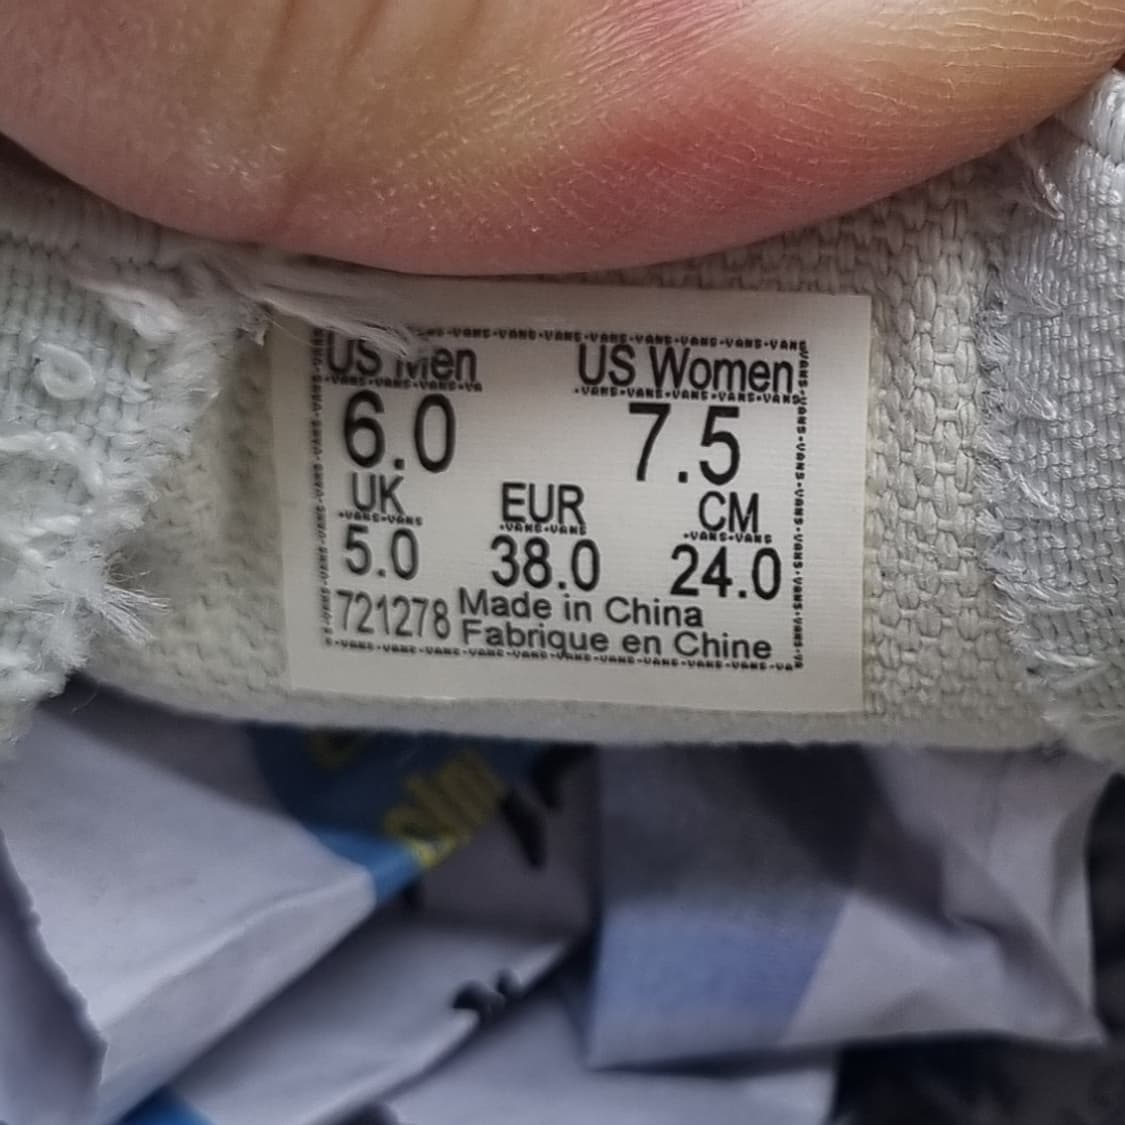 US Men US Women
6.0 7.5
UK EUR CM
5.0 38.0 24.0
721278 Made in China
Fabrique en Chine